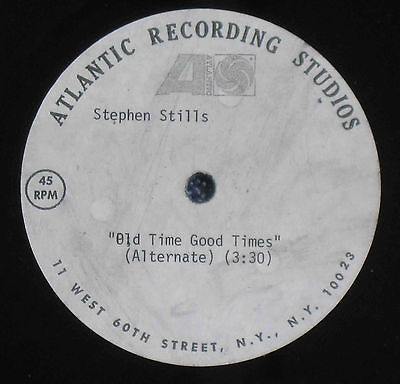 ATLANTIC RECORDING STUDIOS
ATLANTIC
Stephen Stills
45
RPM
"Old Time Good Times"
(Alternate) (3:30)
11 WEST 60TH STREET, N.Y., N.Y. 10023